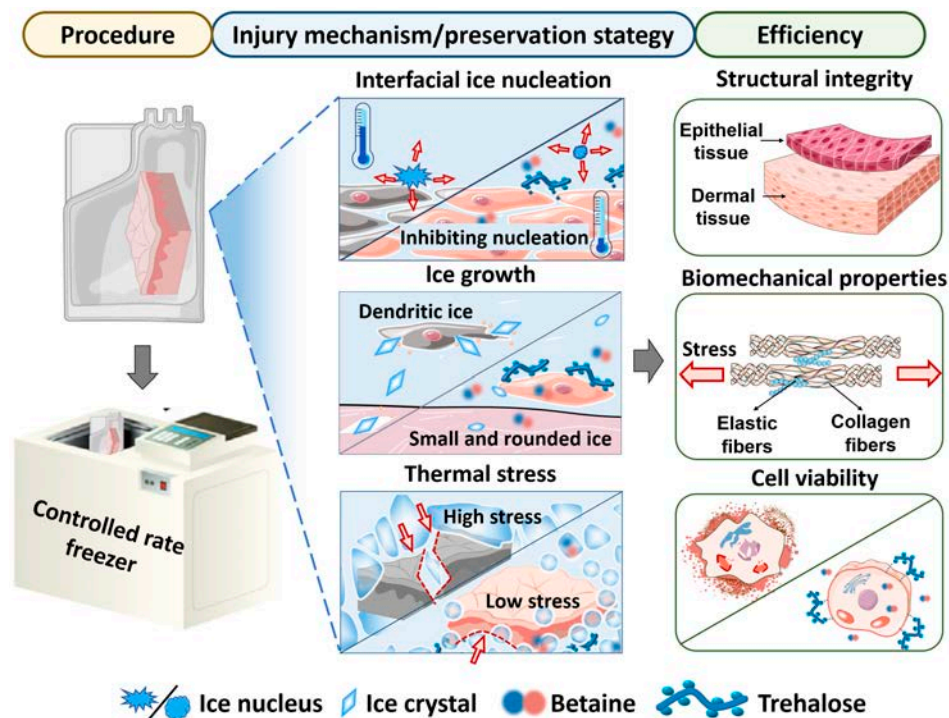 Procedure
Injury mechanism/preservation stategy
Efficiency
Interfacial ice nucleation
Inhibiting nucleation
Ice growth
Dendritic ice
Small and rounded ice
Thermal stress
High stress
Low stress
Structural integrity
Epithelial
tissue
Dermal
tissue
Biomechanical properties
Stress
Elastic
fibers
Collagen
fibers
Cell viability
Controlled rate
freezer
Ice nucleus
Ice crystal
Betaine
Trehalose